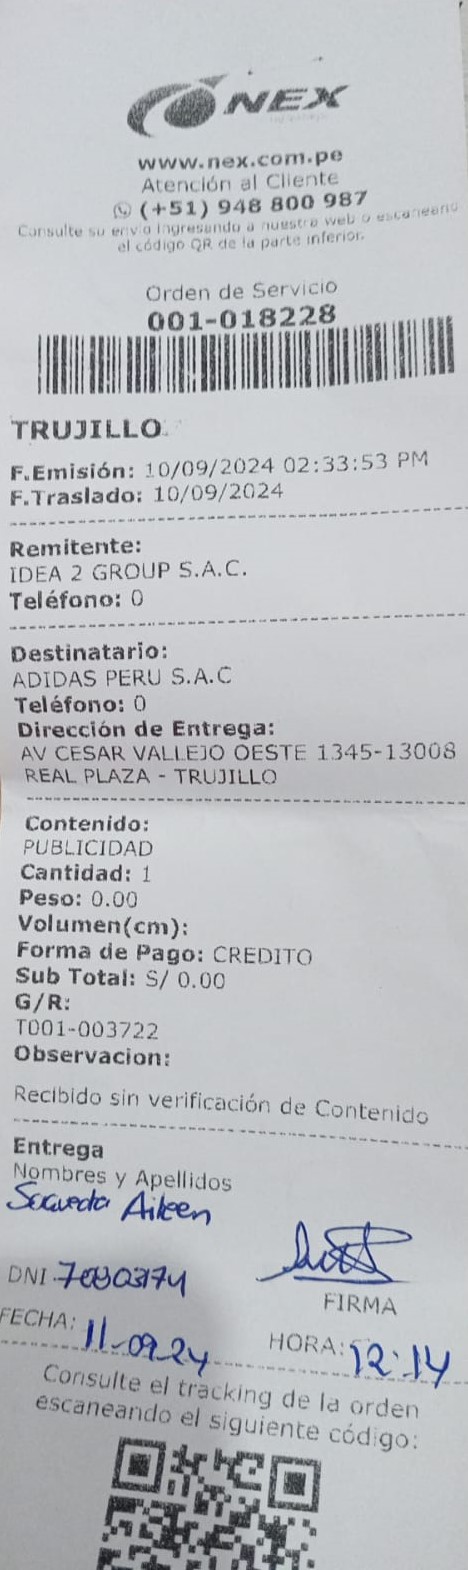 NEX
www.nex.com.pe
Atención al Cliente
(+51) 948 800 987
Consulte su envío ingresando a nuestra web o escaneando
el código QR de la parte inferior.
Orden de Servicio
001-018228
TRUJILLO
F.Emisión: 10/09/2024 02:33:53 PM
F.Traslado: 10/09/2024
Remitente:
IDEA 2 GROUP S.A.C.
Teléfono: 0
Destinatario:
ADIDAS PERU S.A.C
Teléfono: 0
Dirección de Entrega:
AV CESAR VALLEJO OESTE 1345-13008
REAL PLAZA - TRUJILLO
Contenido:
PUBLICIDAD
Cantidad: 1
Peso: 0.00
Volumen(cm):
Forma de Pago: CREDITO
Sub Total: S/ 0.00
G/R:
T001-003722
Observacion:
Recibido sin verificación de Contenido
Entrega
Nombres y Apellidos
Aileen
DNI
FIRMA
FECHA: 11-09-24 HORA: 12:14
Consulte el tracking de la orden
escaneando el siguiente código: